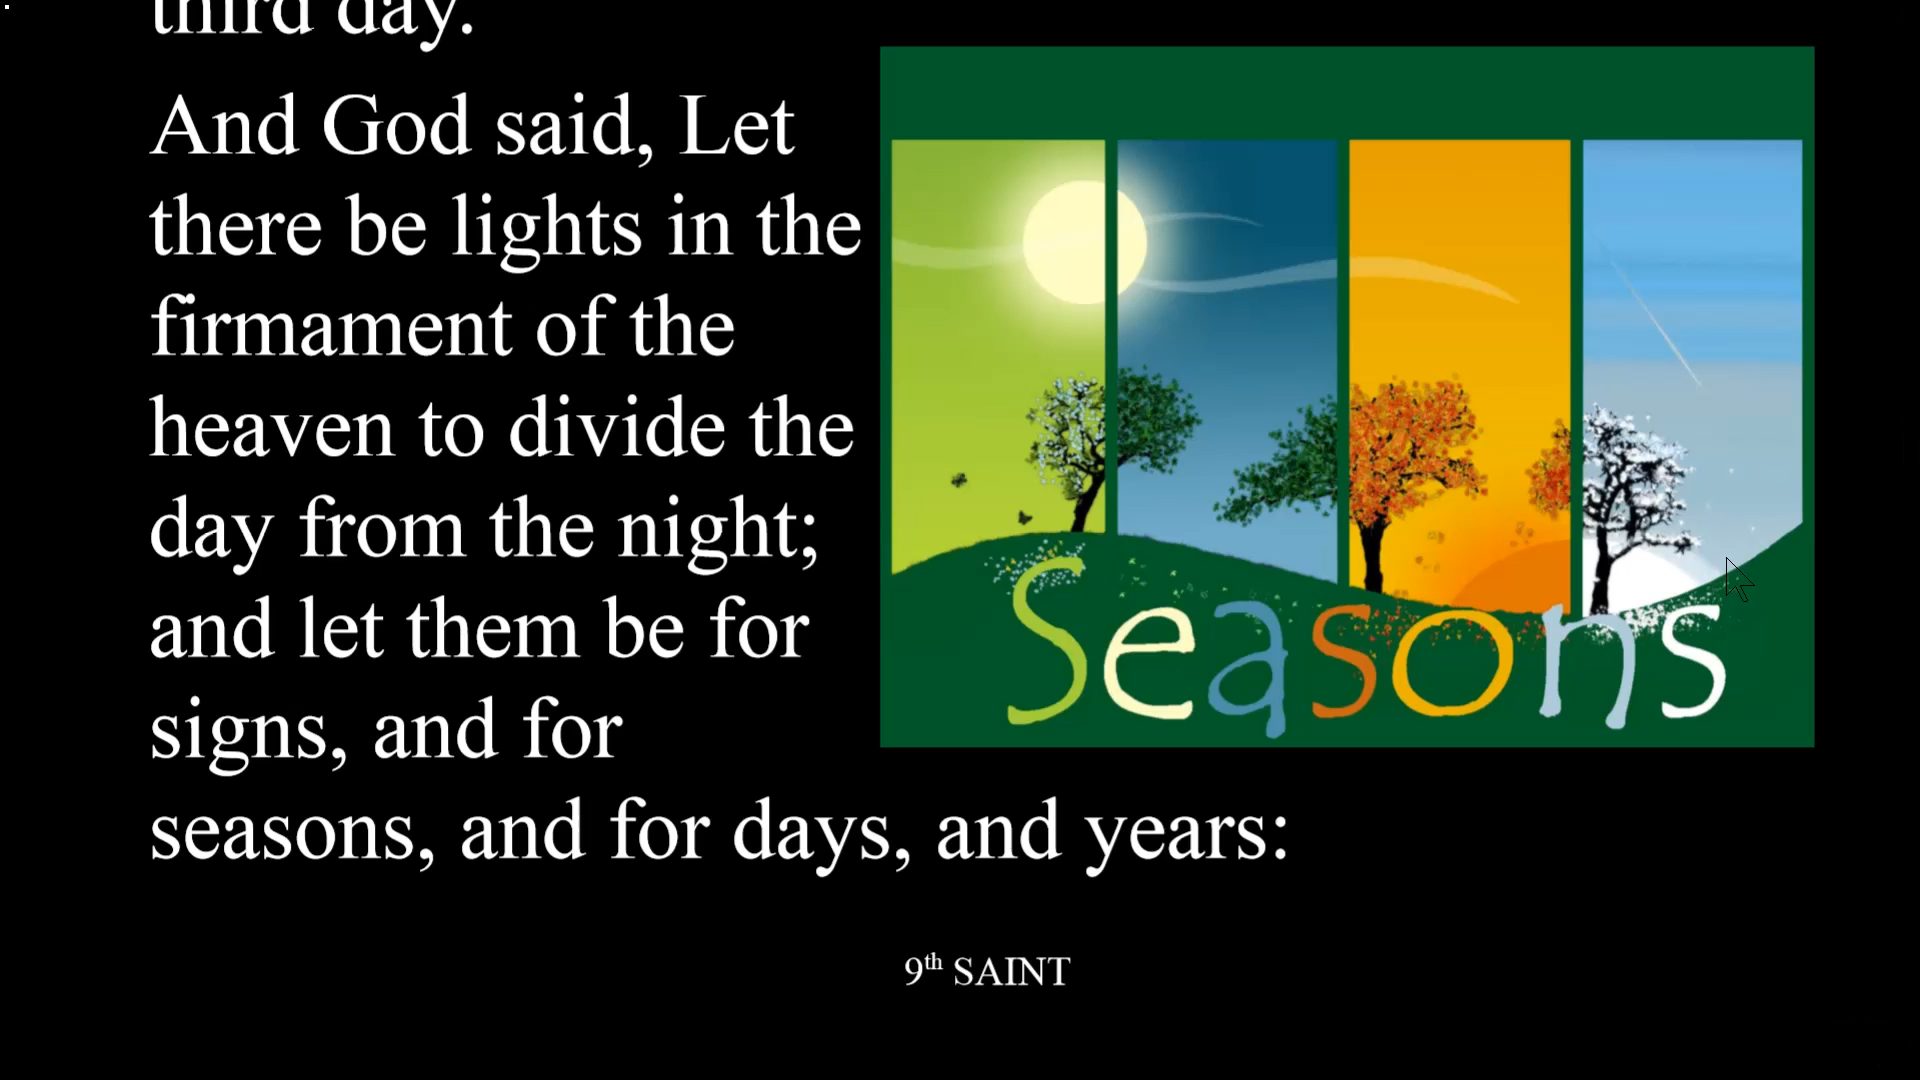 third day.
And God said, Let
there be lights in the
firmament of the
heaven to divide the
day from the night;
and let them be for
signs, and for
seasons, and for days, and years:
Seasons
9th SAINT